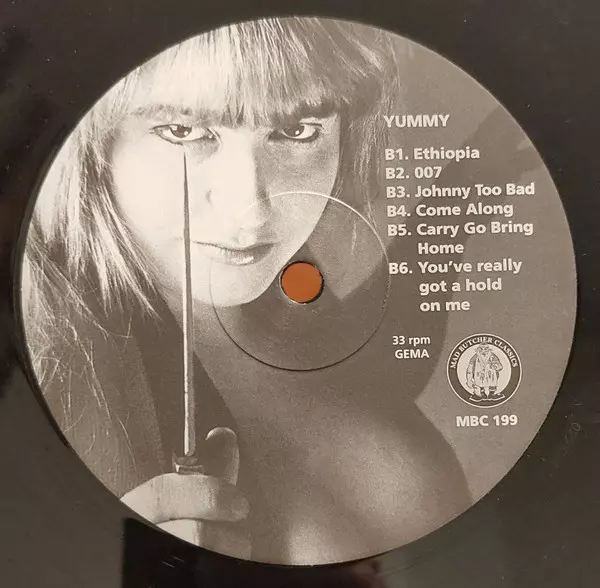 YUMMY
B1. Ethiopia
B2. 007
B3. Johnny Too Bad
B4. Come Along
B5. Carry Go Bring
Home
B6. You've really
got a hold
on me
33 rpm
GEMA
MAD BUTCHER CLASSICS
MBC 199